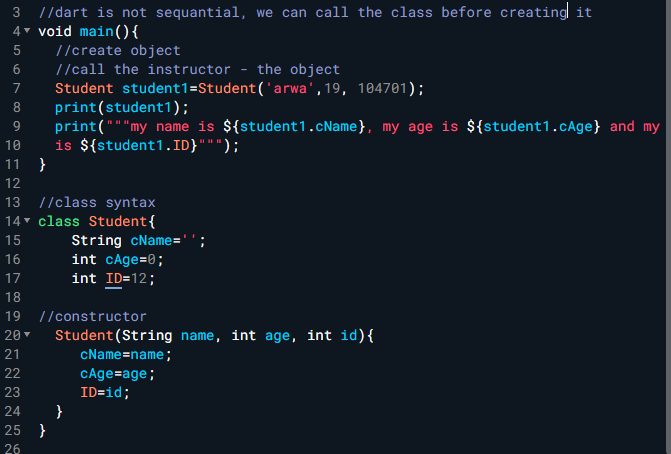 3 //dart is not sequantial, we can call the class before creating it
4 void main(){
5 //create object
6 //call the instructor - the object
7 Student student1=Student('arwa',19, 104701);
8 print(student1);
9 print("""my name is ${student1.cName}, my age is ${student1.cAge} and my
10 is ${student1.ID}""");
11 }
12
13 //class syntax
14 class Student{
15 String cName='';
16 int cAge=0;
17 int ID=12;
18
19 //constructor
20 Student(String name, int age, int id){
21 cName=name;
22 cAge=age;
23 ID=id;
24 }
25 }
26